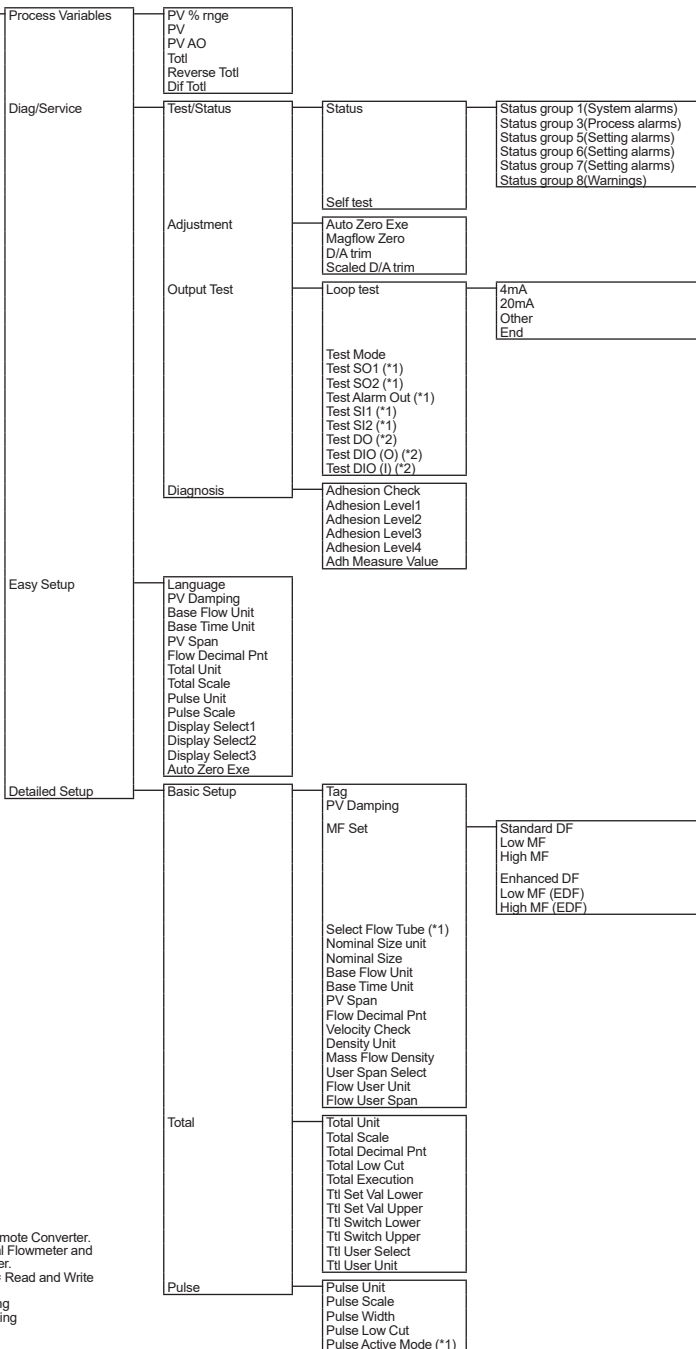 Process Variables
PV % rnge
PV
PV AO
Totl
Reverse Totl
Dif Totl
Diag/Service
Test/Status
Status
Status group 1(System alarms)
Status group 3(Process alarms)
Status group 5(Setting alarms)
Status group 6(Setting alarms)
Status group 7(Setting alarms)
Status group 8(Warnings)
Self test
Adjustment
Auto Zero Exe
Magflow Zero
D/A trim
Scaled D/A trim
Output Test
Loop test
4mA
20mA
Other
End
Test Mode
Test SO1 (*1)
Test SO2 (*1)
Test Alarm Out (*1)
Test SI1 (*1)
Test SI2 (*1)
Test DO (*2)
Test DIO (O) (*2)
Test DIO (I) (*2)
Diagnosis
Adhesion Check
Adhesion Level1
Adhesion Level2
Adhesion Level3
Adhesion Level4
Adh Measure Value
Easy Setup
Language
PV Damping
Base Flow Unit
Base Time Unit
PV Span
Flow Decimal Pnt
Total Unit
Total Scale
Pulse Unit
Pulse Scale
Display Select1
Display Select2
Display Select3
Auto Zero Exe
Detailed Setup
Basic Setup
Tag
PV Damping
MF Set
Standard DF
Low MF
High MF
Enhanced DF
Low MF (EDF)
High MF (EDF)
Select Flow Tube (*1)
Nominal Size unit
Nominal Size
Base Flow Unit
Base Time Unit
PV Span
Flow Decimal Pnt
Velocity Check
Density Unit
Mass Flow Density
User Span Select
Flow User Unit
Flow User Span
Total
Total Unit
Total Scale
Total Decimal Pnt
Total Low Cut
Total Execution
Ttl Set Val Lower
Ttl Set Val Upper
Ttl Switch Lower
Ttl Switch Upper
Ttl User Select
Ttl User Unit
Pulse
Pulse Unit
Pulse Scale
Pulse Width
Pulse Low Cut
Pulse Active Mode (*1)
mote Converter.
l Flowmeter and
er.
Read and Write
ng
ing